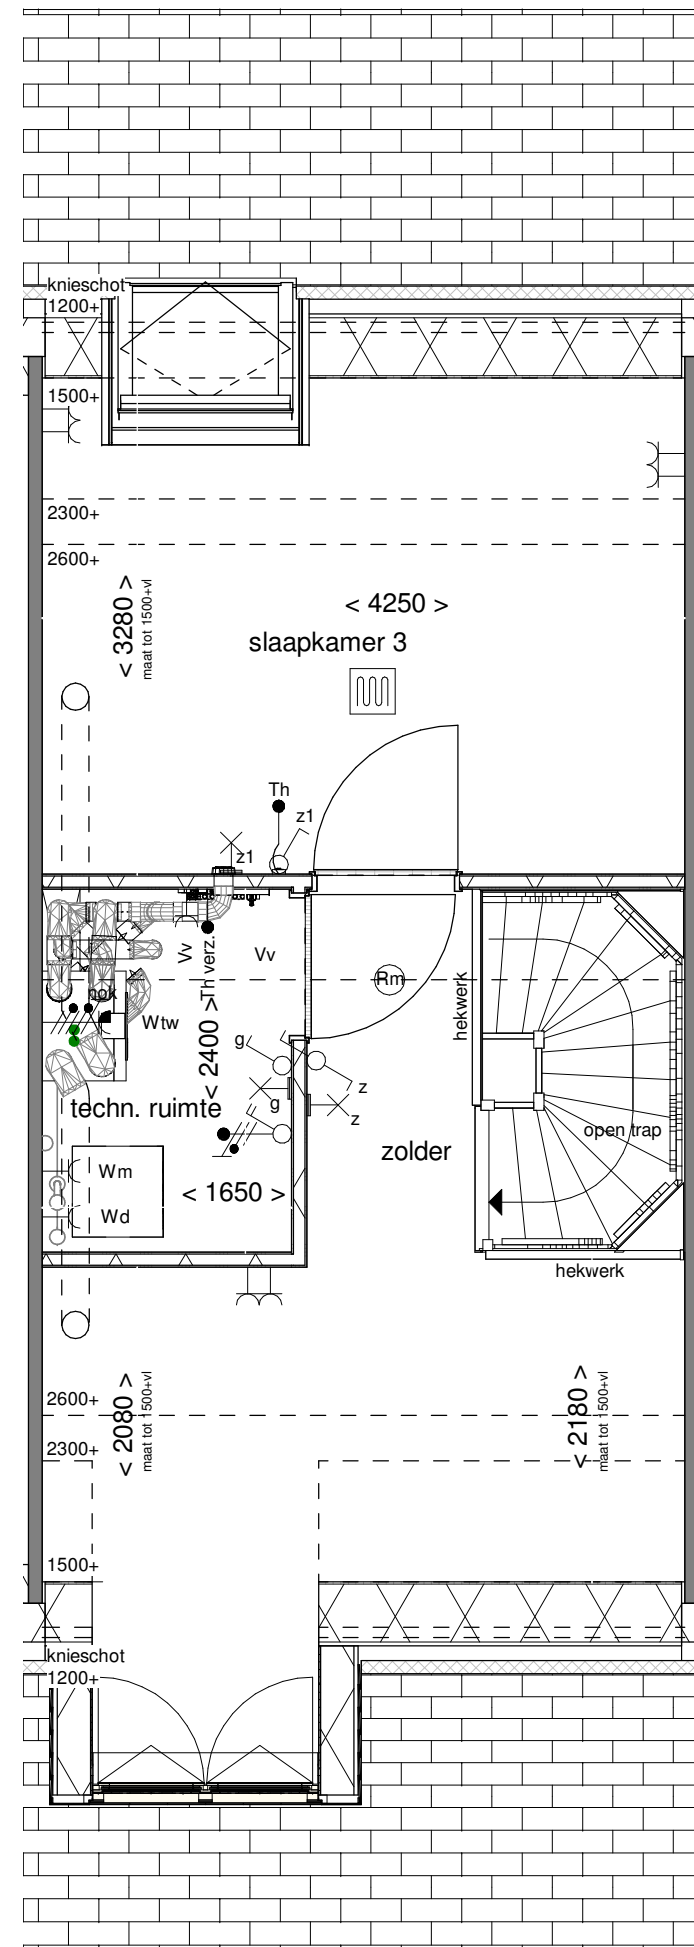 knieschot
1200+
1500+
2300+
2600+
< 3280 >
maat tot 1500+vl
< 4250 >
slaapkamer 3
Th
z1
z1
Vv
Th verz.
Vv
nok
Wtw
Rm
hekwerk
< 2400 >
g
g
z
z
techn. ruimte
open trap
zolder
Wm
Wd
< 1650 >
hekwerk
2600+
2300+
< 2080 >
maat tot 1500+vl
< 2180 >
maat tot 1500+vl
1500+
knieschot
1200+